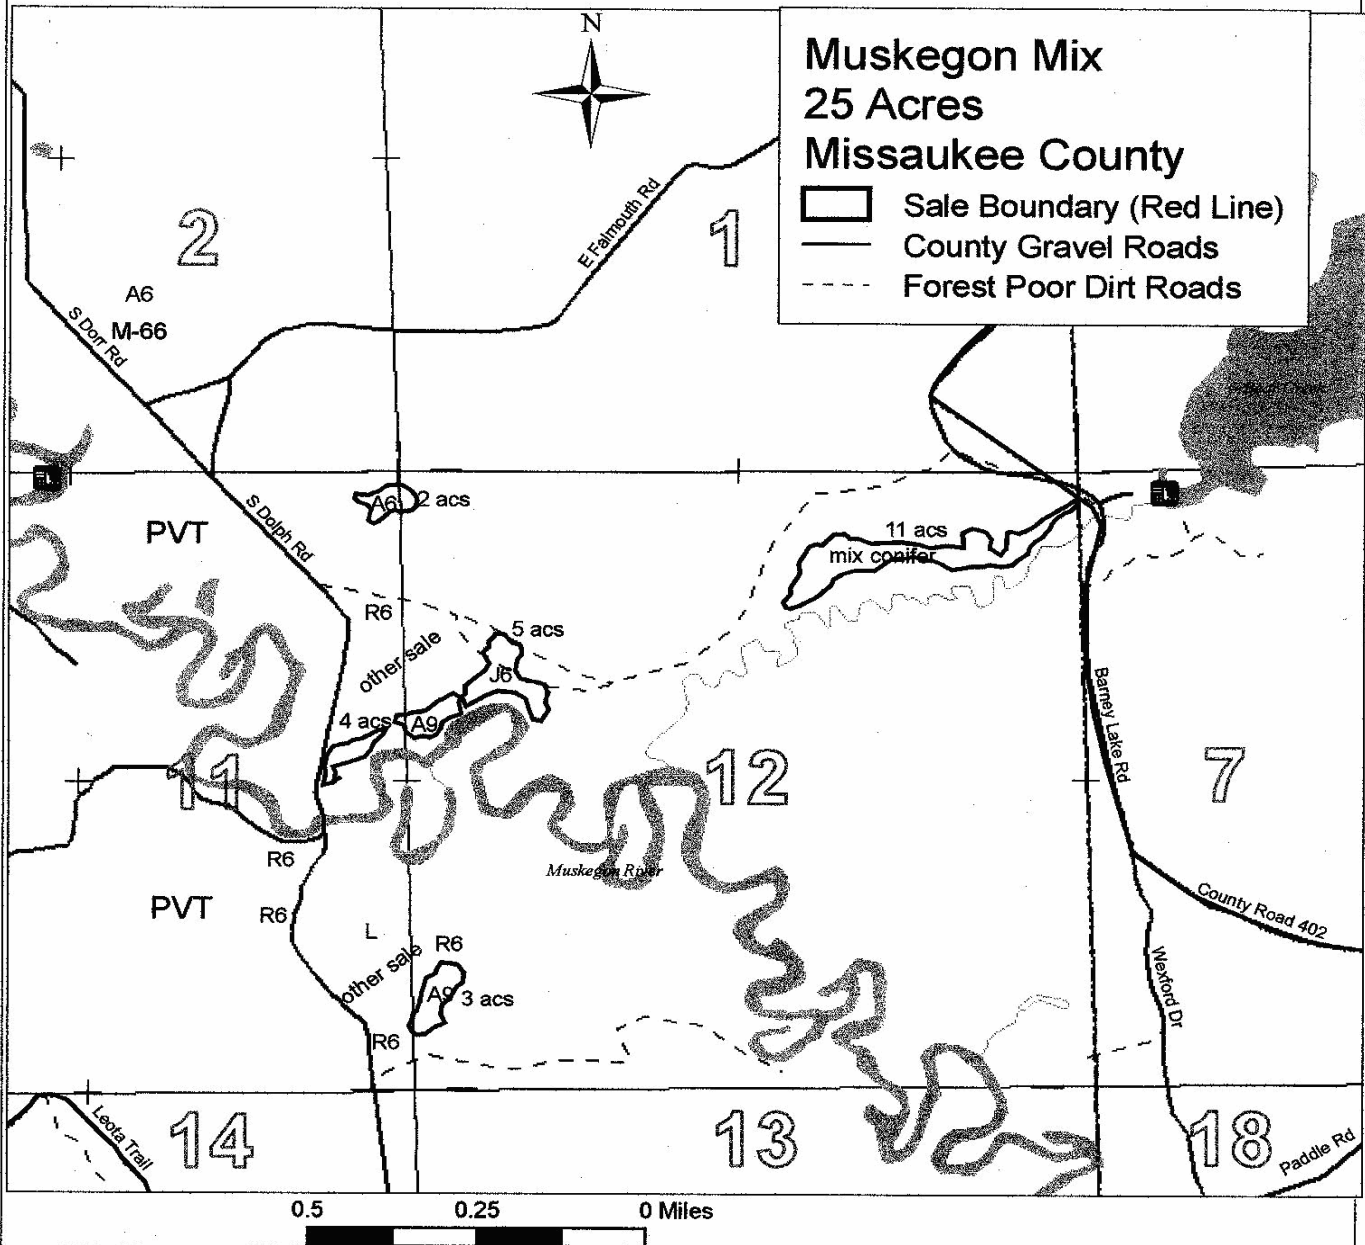 N
Muskegon Mix
25 Acres
Missaukee County
Sale Boundary (Red Line)
County Gravel Roads
Forest Poor Dirt Roads
2
1
E Falmouth Rd
A6
M-66
S Dorr Rd
A6
2 acs
S Dolph Rd
PVT
11 acs
mix conifer
R6
5 acs
other sale
J6
4 acs
A9
Barney Lake Rd
11
12
7
R6
Muskegon River
PVT
R6
County Road 402
L
R6
other sale
Wexford Dr
A9
3 acs
R6
14
13
18
Leota Trail
Paddle Rd
0.5
0.25
0 Miles